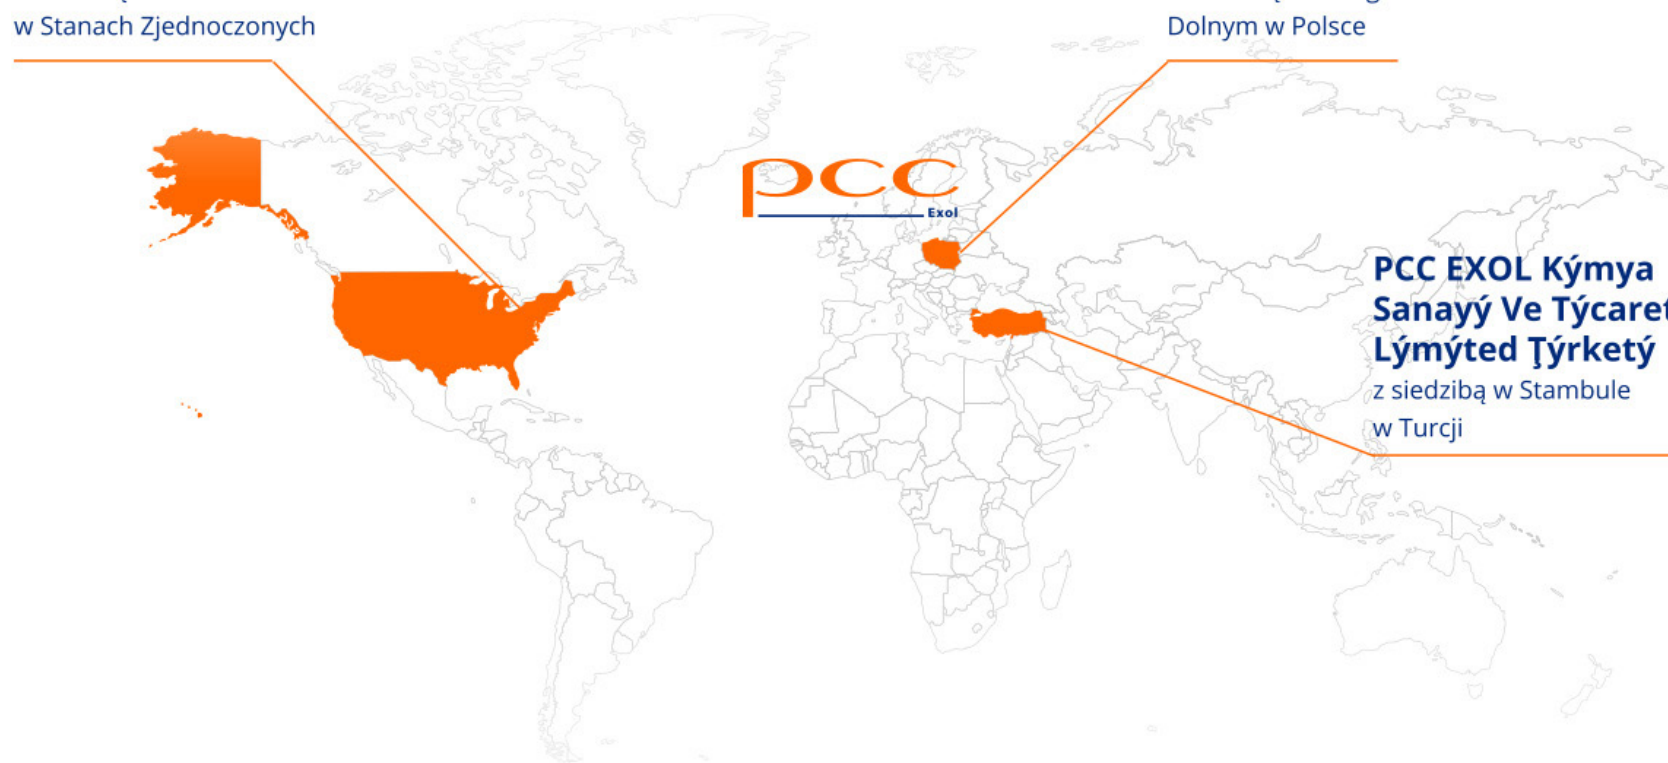 w Stanach Zjednoczonych
Dolnym w Polsce
pcc
Exol
PCC EXOL Kýmya
Sanayý Ve Týcaret
Lýmýted Ţýrketý
z siedzibą w Stambule
w Turcji